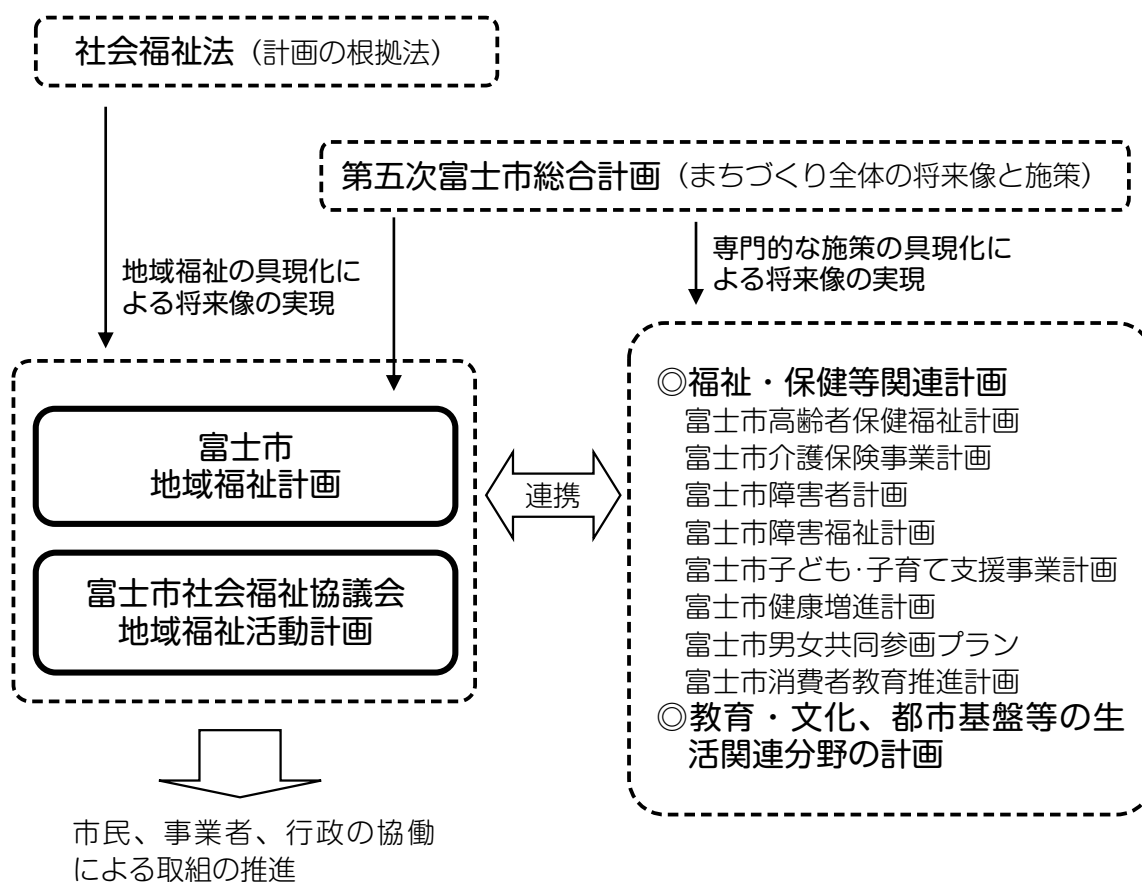 社会福祉法（計画の根拠法）
第五次富士市総合計画（まちづくり全体の将来像と施策）
地域福祉の具現化に
よる将来像の実現
専門的な施策の具現化に
よる将来像の実現
富士市
地域福祉計画
富士市社会福祉協議会
地域福祉活動計画
連携
◎福祉・保健等関連計画
富士市高齢者保健福祉計画
富士市介護保険事業計画
富士市障害者計画
富士市障害福祉計画
富士市子ども･子育て支援事業計画
富士市健康増進計画
富士市男女共同参画プラン
富士市消費者教育推進計画
◎教育・文化、都市基盤等の生
活関連分野の計画
市民、事業者、行政の協働
による取組の推進